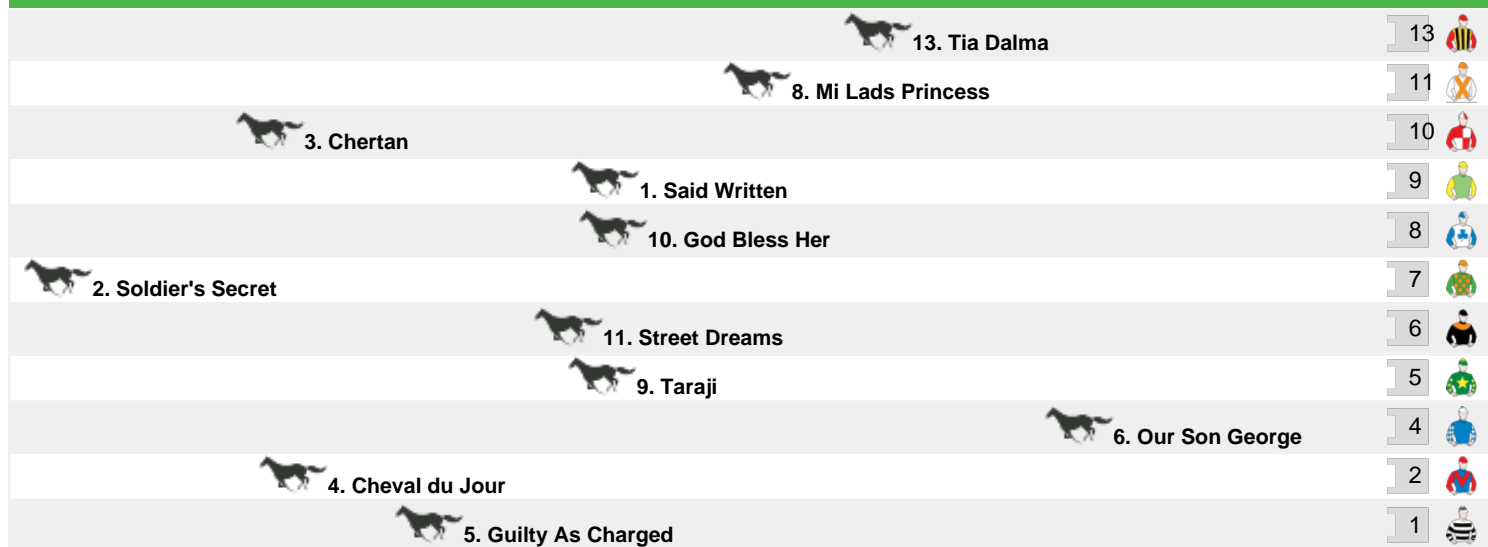 13. Tia Dalma 13
8. Mi Lads Princess 11
3. Chertan 10
1. Said Written 9
10. God Bless Her 8
2. Soldier's Secret 7
11. Street Dreams 6
9. Taraji 5
6. Our Son George 4
4. Cheval du Jour 2
5. Guilty As Charged 1